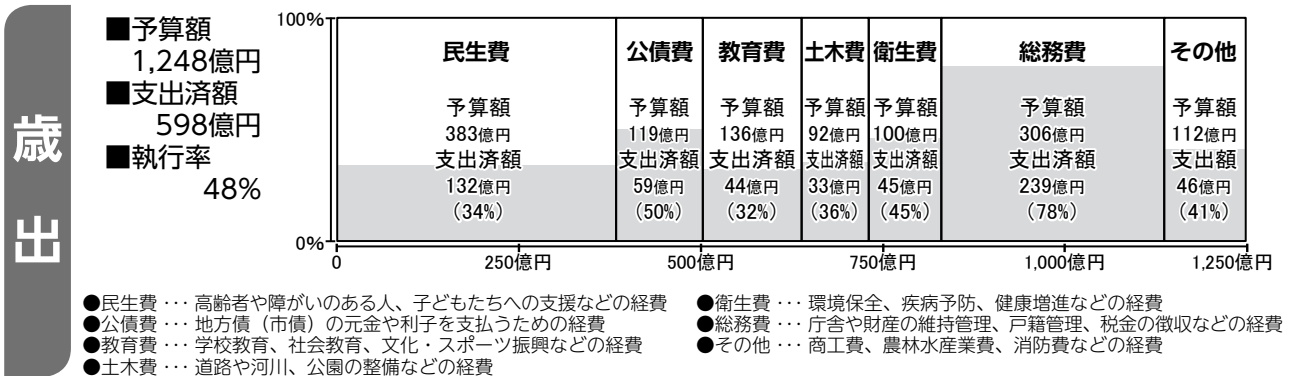 歳出
■予算額
1,248億円
■支出済額
598億円
■執行率
48%
100%
0%
民生費
予算額
383億円
支出済額
132億円
(34%)
公債費
予算額
119億円
支出済額
59億円
(50%)
教育費
予算額
136億円
支出済額
44億円
(32%)
土木費
予算額
92億円
支出済額
33億円
(36%)
衛生費
予算額
100億円
支出済額
45億円
(45%)
総務費
予算額
306億円
支出済額
239億円
(78%)
その他
予算額
112億円
支出額
46億円
(41%)
0 250億円 500億円 750億円 1,000億円 1,250億円
●民生費 ･･･ 高齢者や障がいのある人、子どもたちへの支援などの経費
●公債費 ･･･ 地方債（市債）の元金や利子を支払うための経費
●教育費 ･･･ 学校教育、社会教育、文化・スポーツ振興などの経費
●土木費 ･･･ 道路や河川、公園の整備などの経費
●衛生費 ･･･ 環境保全、疾病予防、健康増進などの経費
●総務費 ･･･ 庁舎や財産の維持管理、戸籍管理、税金の徴収などの経費
●その他 ･･･ 商工費、農林水産業費、消防費などの経費